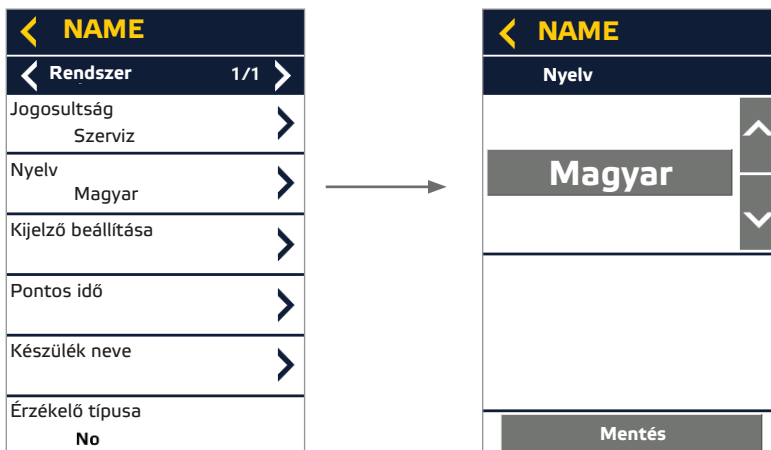 NAME
Rendszer 1/1
Jogosultság
Szerviz
Nyelv
Magyar
Kijelző beállítása
Pontos idő
Készülék neve
Érzékelő típusa
No
NAME
Nyelv
Magyar
Mentés